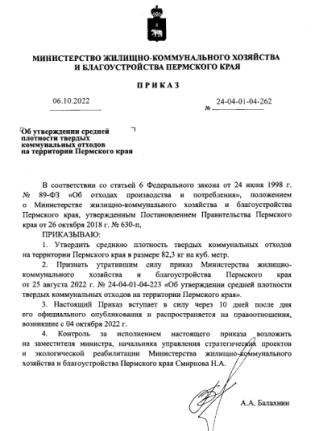 МИНИСТЕРСТВО ЖИЛИЩНО-КОММУНАЛЬНОГО ХОЗЯЙСТВА
И БЛАГОУСТРОЙСТВА ПЕРМСКОГО КРАЯ
ПРИКАЗ
06.10.2022 № 24-04-01-04-262
Об утверждении средней
плотности твердых
коммунальных отходов
на территории Пермского края
В соответствии со статьей 6 Федерального закона от 24 июня 1998 г.
№ 89-ФЗ «Об отходах производства и потребления», положением
о Министерстве жилищно-коммунального хозяйства и благоустройства
Пермского края, утвержденным Постановлением Правительства Пермского
края от 26 октября 2018 г. № 630-п,
ПРИКАЗЫВАЮ:
1. Утвердить среднюю плотность твердых коммунальных отходов
на территории Пермского края в размере 82,3 кг на куб. метр.
2. Признать утратившим силу приказ Министерства жилищно-
коммунального хозяйства и благоустройства Пермского края
от 25 августа 2022 г. № 24-04-01-04-223 «Об утверждении средней плотности
твердых коммунальных отходов на территории Пермского края».
3. Настоящий Приказ вступает в силу через 10 дней после дня
его официального опубликования и распространяется на правоотношения,
возникшие с 04 октября 2022 г.
4. Контроль за исполнением настоящего приказа возложить
на заместителя министра, начальника управления стратегических проектов
и экологической реабилитации Министерства жилищно-коммунального
хозяйства и благоустройства Пермского края Смирнова Н.А.
А.А. Балахнин